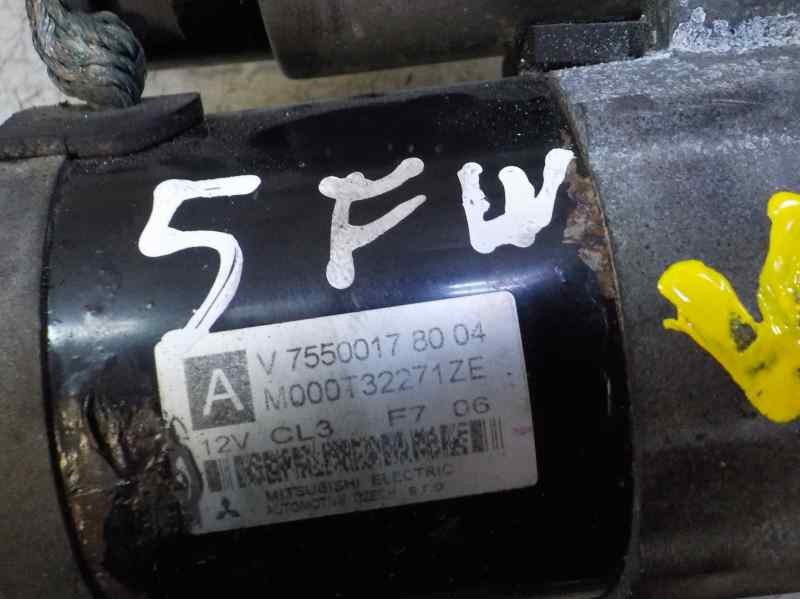 5FW
A
V 7550017 80 04
M000T32271ZE
12V CL3 F7 06
MITSUBISHI ELECTRIC
AUTOMOTIVE CZECH s.r.o